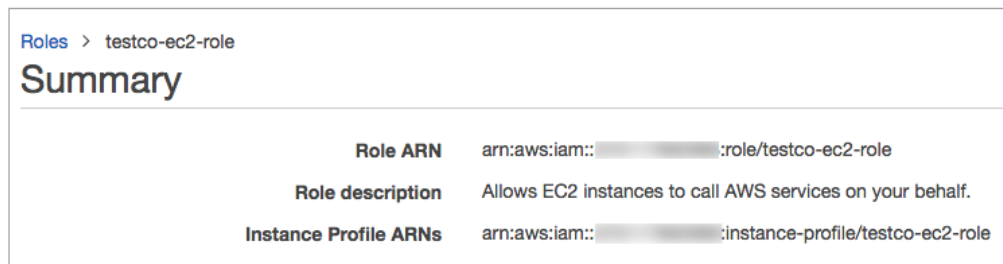 Roles > testco-ec2-role
Summary
Role ARN arn:aws:iam:: :role/testco-ec2-role
Role description Allows EC2 instances to call AWS services on your behalf.
Instance Profile ARNs arn:aws:iam:: :instance-profile/testco-ec2-role